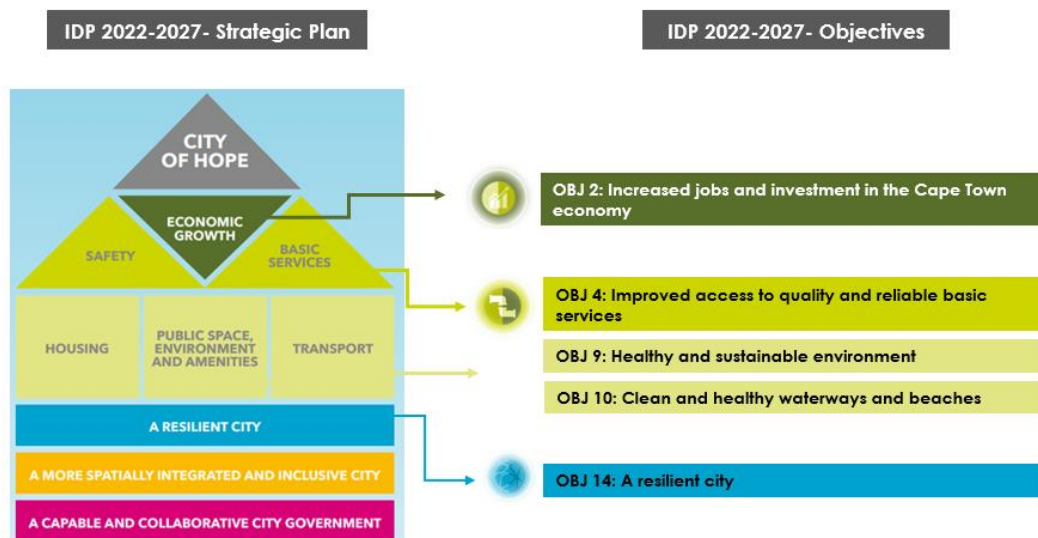 IDP 2022-2027- Strategic Plan
IDP 2022-2027- Objectives
CITY
OF HOPE
ECONOMIC
GROWTH
SAFETY
BASIC
SERVICES
HOUSING
PUBLIC SPACE,
ENVIRONMENT
AND AMENITIES
TRANSPORT
A RESILIENT CITY
A MORE SPATIALLY INTEGRATED AND INCLUSIVE CITY
A CAPABLE AND COLLABORATIVE CITY GOVERNMENT
OBJ 2: Increased jobs and investment in the Cape Town
economy
OBJ 4: Improved access to quality and reliable basic
services
OBJ 9: Healthy and sustainable environment
OBJ 10: Clean and healthy waterways and beaches
OBJ 14: A resilient city